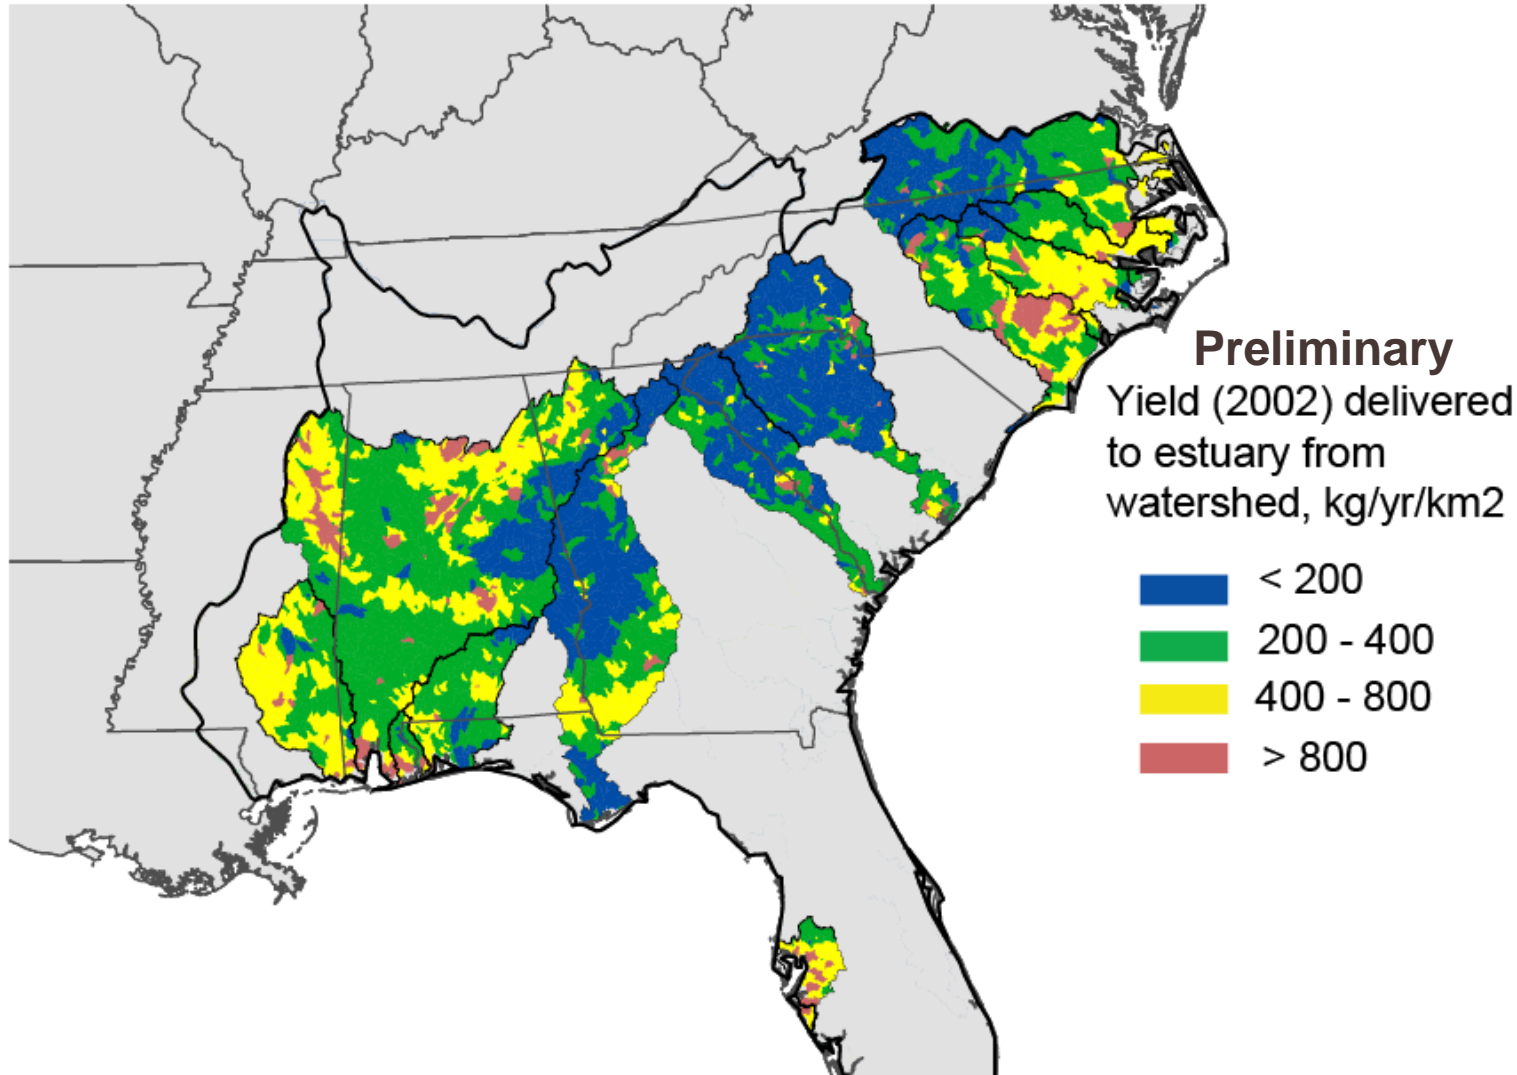 Preliminary
Yield (2002) delivered
to estuary from
watershed, kg/yr/km2
< 200
200 - 400
400 - 800
> 800